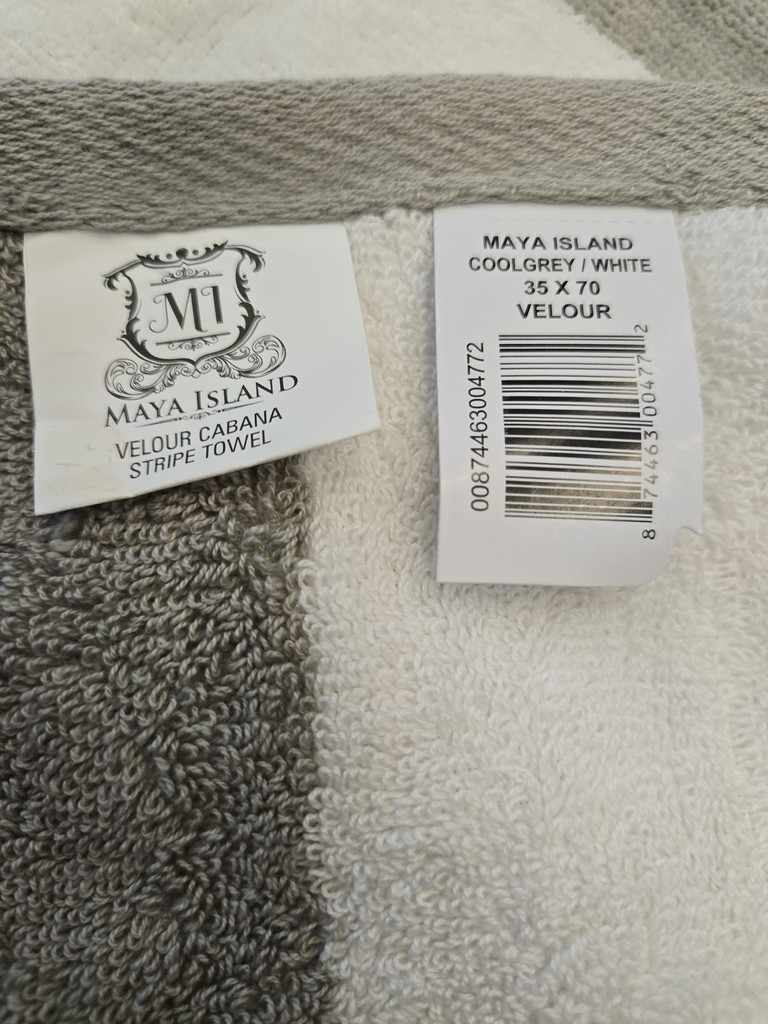 MI
MAYA ISLAND
VELOUR CABANA
STRIPE TOWEL
MAYA ISLAND
COOLGREY / WHITE
35 X 70
VELOUR
00874463004772
8 74463 00477 2